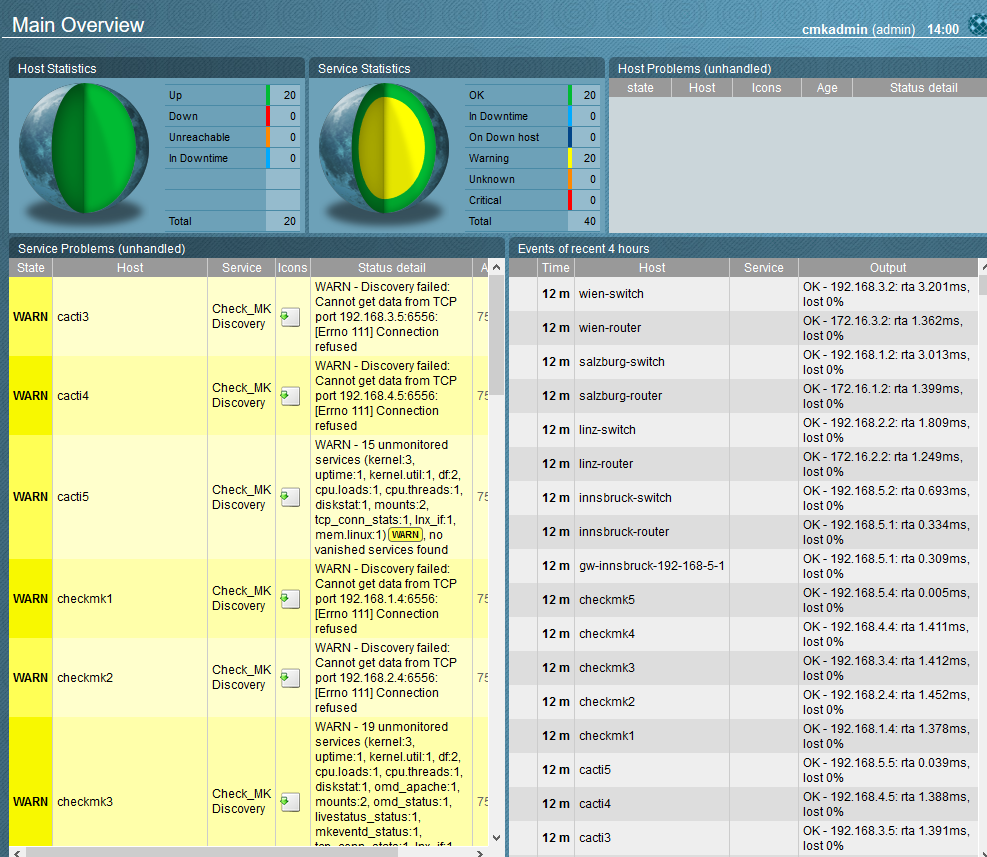 Main Overview
cmkadmin (admin) 14:00
Host Statistics
Up 20
Down 0
Unreachable 0
In Downtime 0
Total 20
Service Statistics
OK 20
In Downtime 0
On Down host 0
Warning 20
Unknown 0
Critical 0
Total 40
Host Problems (unhandled)
state Host Icons Age Status detail
Service Problems (unhandled)
State Host Service Icons Status detail A
WARN cacti3 Check_MK Discovery
WARN - Discovery failed:
Cannot get data from TCP
port 192.168.3.5:6556:
[Errno 111] Connection
refused
75
WARN cacti4 Check_MK Discovery
WARN - Discovery failed:
Cannot get data from TCP
port 192.168.4.5:6556:
[Errno 111] Connection
refused
75
WARN cacti5 Check_MK Discovery
WARN - 15 unmonitored
services (kernel:3,
uptime:1, kernel.util:1, df:2,
cpu.loads:1, cpu.threads:1,
diskstat:1, mounts:2,
tcp_conn_stats:1, lnx_if:1,
mem.linux:1) WARN, no
vanished services found
75
WARN checkmk1 Check_MK Discovery
WARN - Discovery failed:
Cannot get data from TCP
port 192.168.1.4:6556:
[Errno 111] Connection
refused
75
WARN checkmk2 Check_MK Discovery
WARN - Discovery failed:
Cannot get data from TCP
port 192.168.2.4:6556:
[Errno 111] Connection
refused
75
WARN checkmk3 Check_MK Discovery
WARN - 19 unmonitored
services (kernel:3,
uptime:1, kernel.util:1, df:2,
cpu.loads:1, cpu.threads:1,
diskstat:1, omd_apache:1,
mounts:2, omd_status:1,
livestatus_status:1,
mkeventd_status:1,
tcp_conn_stats:1, lnx_if:1,
75
Events of recent 4 hours
Time Host Service Output
12 m wien-switch OK - 192.168.3.2: rta 3.201ms,
lost 0%
12 m wien-router OK - 172.16.3.2: rta 1.362ms,
lost 0%
12 m salzburg-switch OK - 192.168.1.2: rta 3.013ms,
lost 0%
12 m salzburg-router OK - 172.16.1.2: rta 1.399ms,
lost 0%
12 m linz-switch OK - 192.168.2.2: rta 1.809ms,
lost 0%
12 m linz-router OK - 172.16.2.2: rta 1.249ms,
lost 0%
12 m innsbruck-switch OK - 192.168.5.2: rta 0.693ms,
lost 0%
12 m innsbruck-router OK - 192.168.5.1: rta 0.334ms,
lost 0%
12 m gw-innsbruck-192-168-5-1 OK - 192.168.5.1: rta 0.309ms,
lost 0%
12 m checkmk5 OK - 192.168.5.4: rta 0.005ms,
lost 0%
12 m checkmk4 OK - 192.168.4.4: rta 1.411ms,
lost 0%
12 m checkmk3 OK - 192.168.3.4: rta 1.412ms,
lost 0%
12 m checkmk2 OK - 192.168.2.4: rta 1.452ms,
lost 0%
12 m checkmk1 OK - 192.168.1.4: rta 1.378ms,
lost 0%
12 m cacti5 OK - 192.168.5.5: rta 0.039ms,
lost 0%
12 m cacti4 OK - 192.168.4.5: rta 1.388ms,
lost 0%
12 m cacti3 OK - 192.168.3.5: rta 1.391ms,
lost 0%